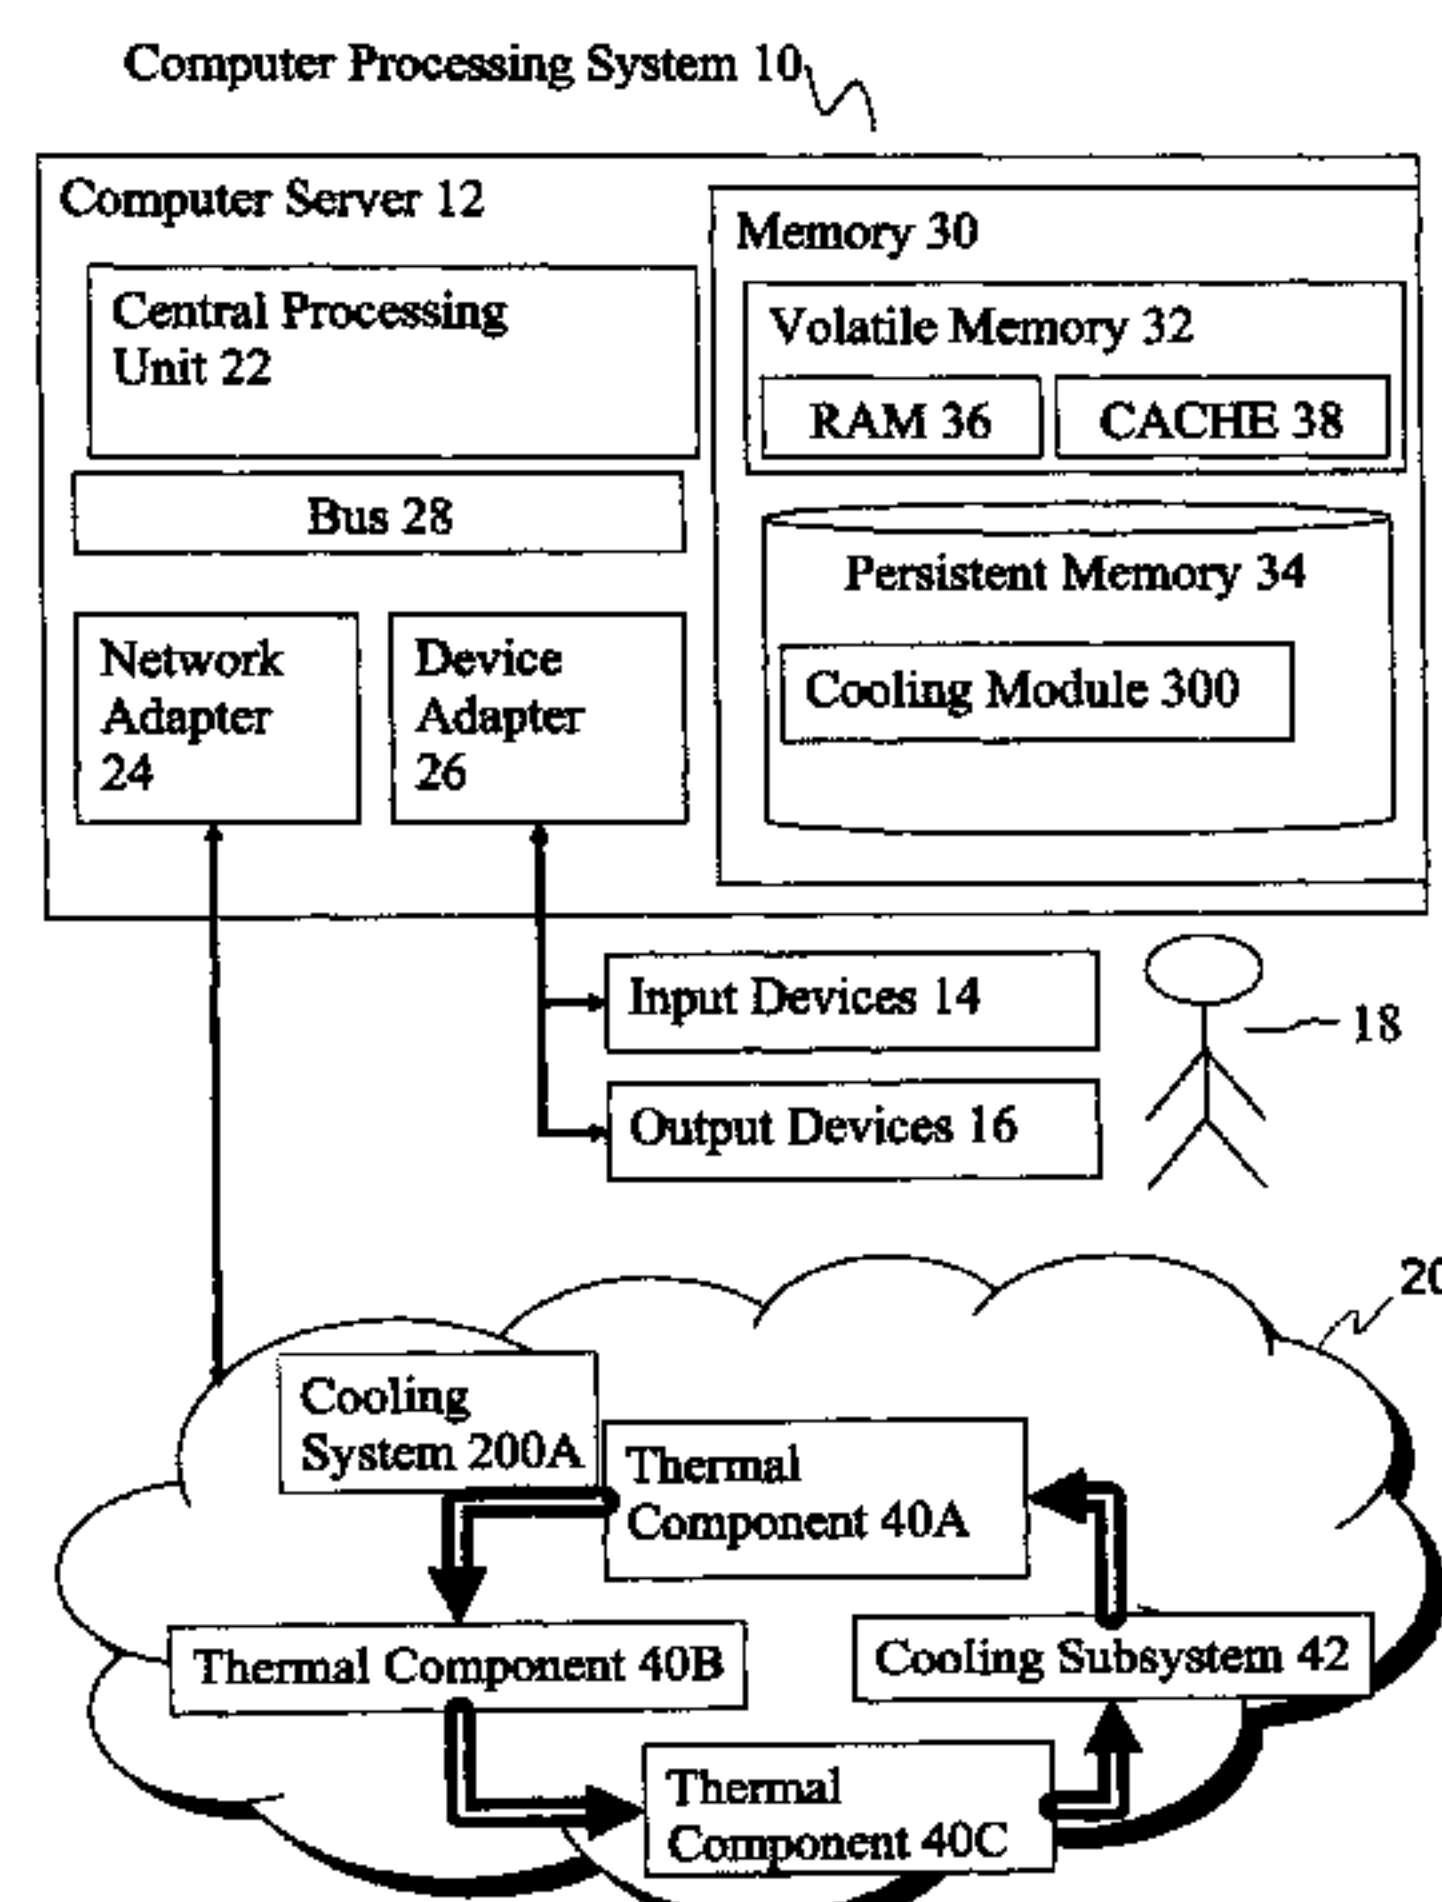 Computer Processing System 10
Computer Server 12
Central Processing
Unit 22
Bus 28
Network
Adapter
24
Device
Adapter
26
Memory 30
Volatile Memory 32
RAM 36
CACHE 38
Persistent Memory 34
Cooling Module 300
Input Devices 14
Output Devices 16
18
20
Cooling
System 200A
Thermal
Component 40A
Thermal Component 40B
Cooling Subsystem 42
Thermal
Component 40C